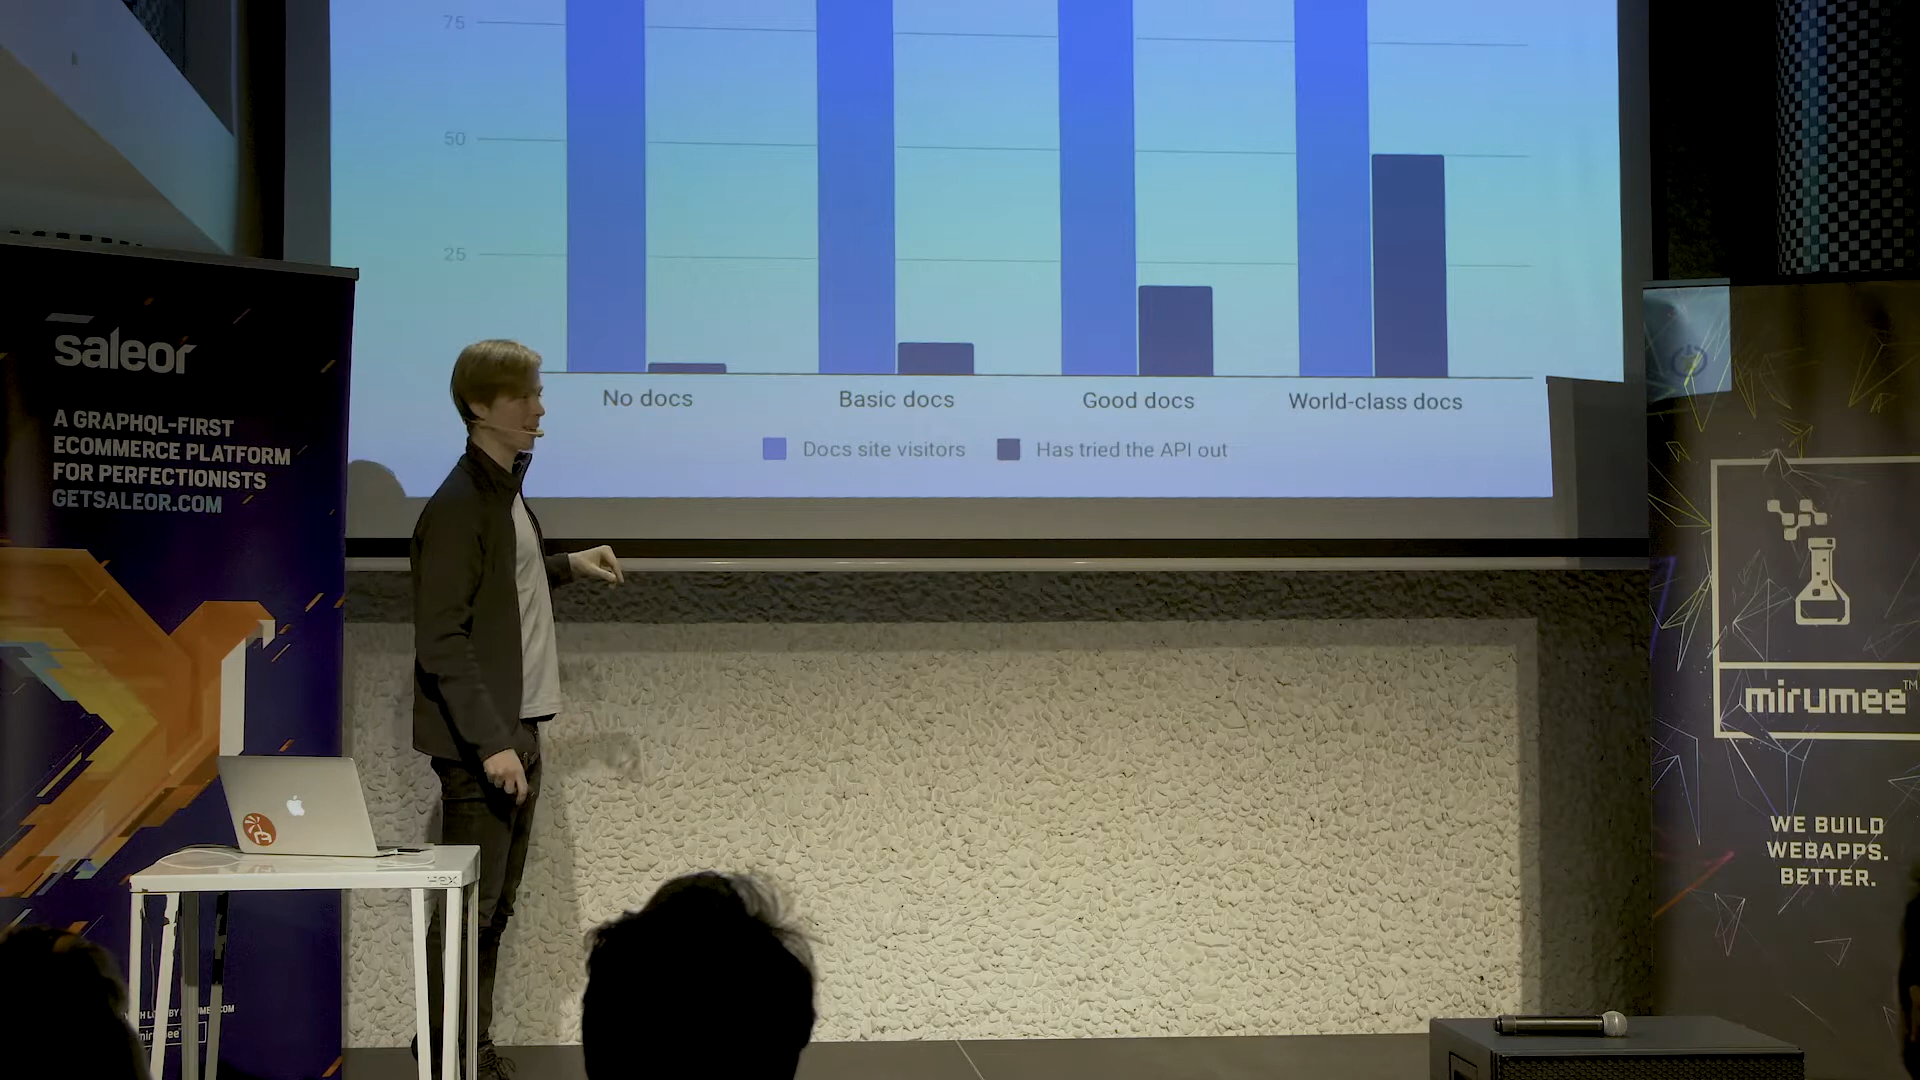 75
50
25
No docs
Basic docs
Good docs
World-class docs
Docs site visitors
Has tried the API out
saleor
A GRAPHQL-FIRST
ECOMMERCE PLATFORM
FOR PERFECTIONISTS
GETSALEOR.COM
mirumee™
WE BUILD
WEBAPPS.
BETTER.